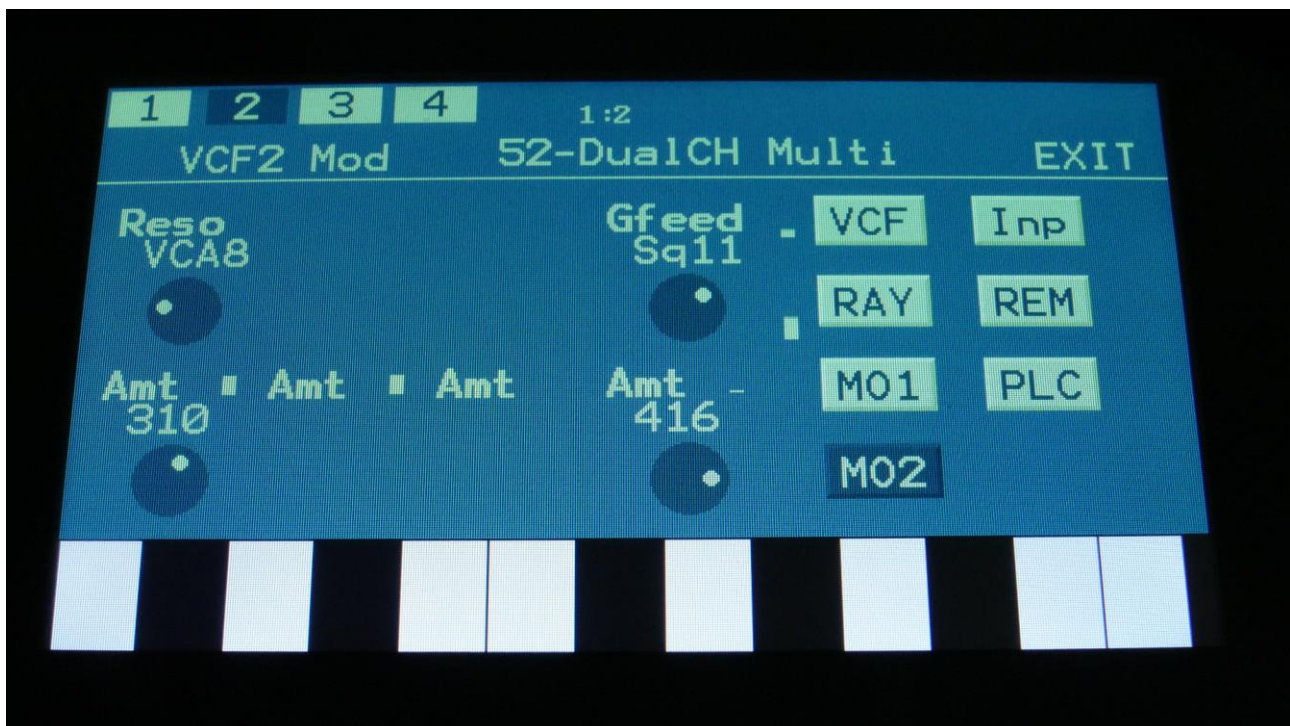 1 2 3 4 1:2
VCF2 Mod 52-DualCH Multi EXIT
Reso Gfeed VCF Inp
VCA8 Sq11
RAY REM
Amt Amt Amt Amt MO1 PLC
310 416
MO2